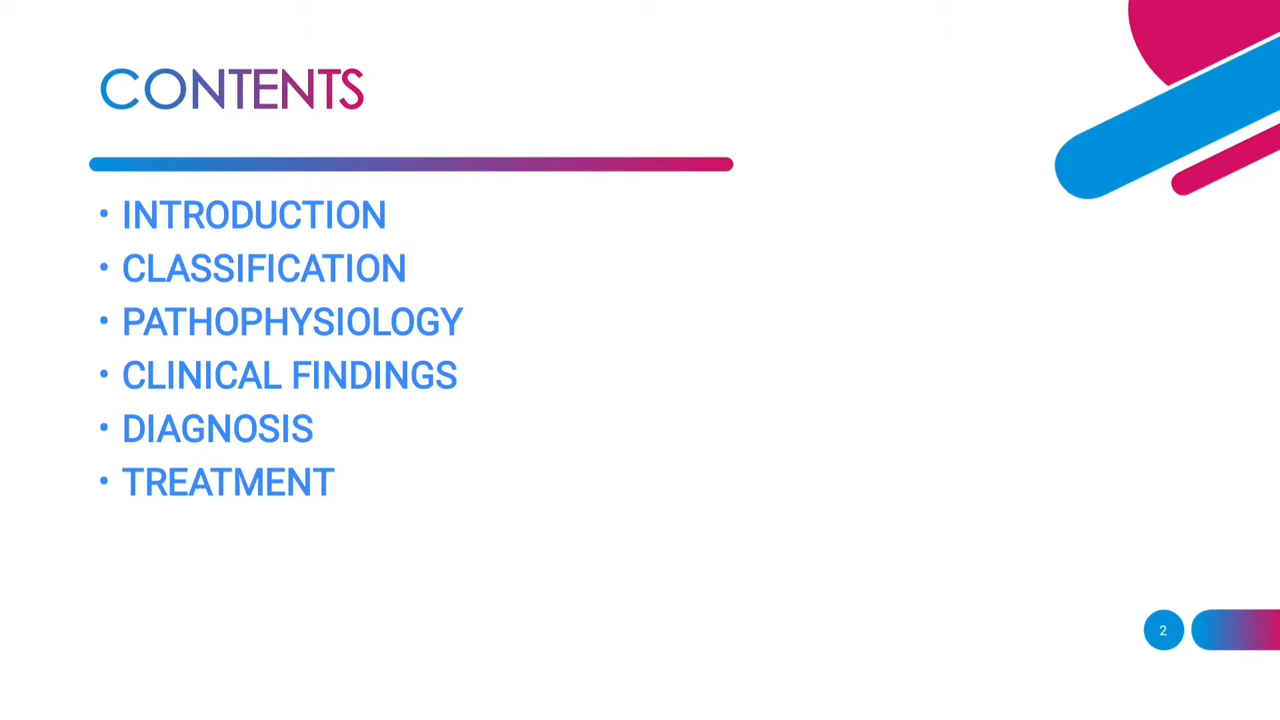 CONTENTS
• INTRODUCTION
• CLASSIFICATION
• PATHOPHYSIOLOGY
• CLINICAL FINDINGS
• DIAGNOSIS
• TREATMENT
2